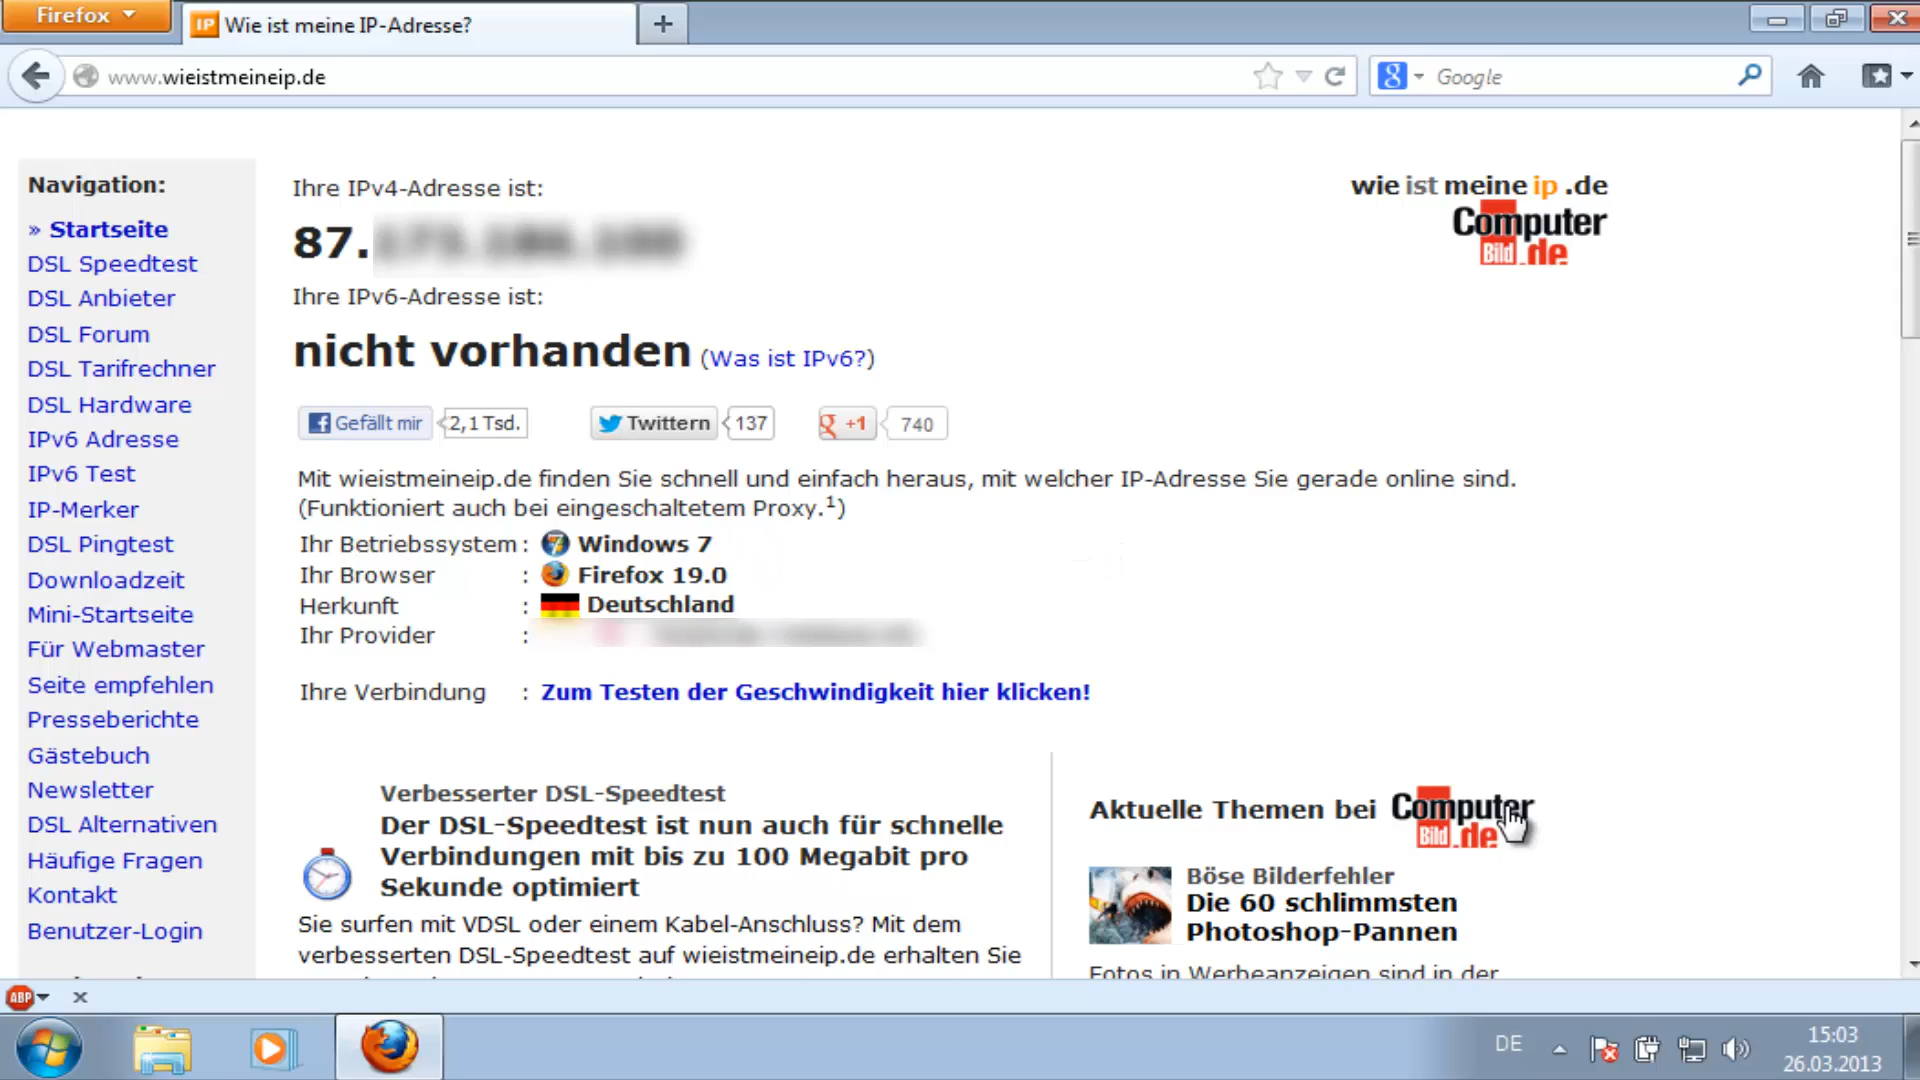 Firefox
IP Wie ist meine IP-Adresse?
www.wieistmeineip.de
8 Google
Navigation:
» Startseite
DSL Speedtest
DSL Anbieter
DSL Forum
DSL Tarifrechner
DSL Hardware
IPv6 Adresse
IPv6 Test
IP-Merker
DSL Pingtest
Downloadzeit
Mini-Startseite
Für Webmaster
Seite empfehlen
Presseberichte
Gästebuch
Newsletter
DSL Alternativen
Häufige Fragen
Kontakt
Benutzer-Login
Ihre IPv4-Adresse ist:
87.
Ihre IPv6-Adresse ist:
nicht vorhanden (Was ist IPv6?)
Gefällt mir 2,1 Tsd. Twittern 137 +1 740
Mit wieistmeineip.de finden Sie schnell und einfach heraus, mit welcher IP-Adresse Sie gerade online sind.
(Funktioniert auch bei eingeschaltetem Proxy.¹)
Ihr Betriebssystem : Windows 7
Ihr Browser : Firefox 19.0
Herkunft : Deutschland
Ihr Provider :
Ihre Verbindung : Zum Testen der Geschwindigkeit hier klicken!
wie ist meine ip .de
Computer
Bild.de
Verbesserter DSL-Speedtest
Der DSL-Speedtest ist nun auch für schnelle
Verbindungen mit bis zu 100 Megabit pro
Sekunde optimiert
Sie surfen mit VDSL oder einem Kabel-Anschluss? Mit dem
verbesserten DSL-Speedtest auf wieistmeineip.de erhalten Sie
Aktuelle Themen bei Computer
Bild.de
Böse Bilderfehler
Die 60 schlimmsten
Photoshop-Pannen
Fotos in Werbeanzeigen sind in der
ABP
DE
15:03
26.03.2013